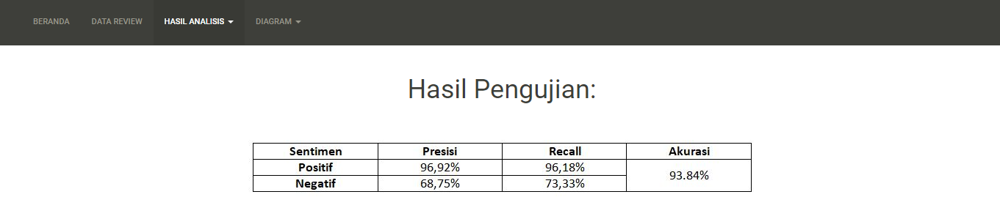 BERANDA DATA REVIEW HASIL ANALISIS DIAGRAM
Hasil Pengujian:
Sentimen Presisi Recall Akurasi
Positif 96,92% 96,18% 93.84%
Negatif 68,75% 73,33%